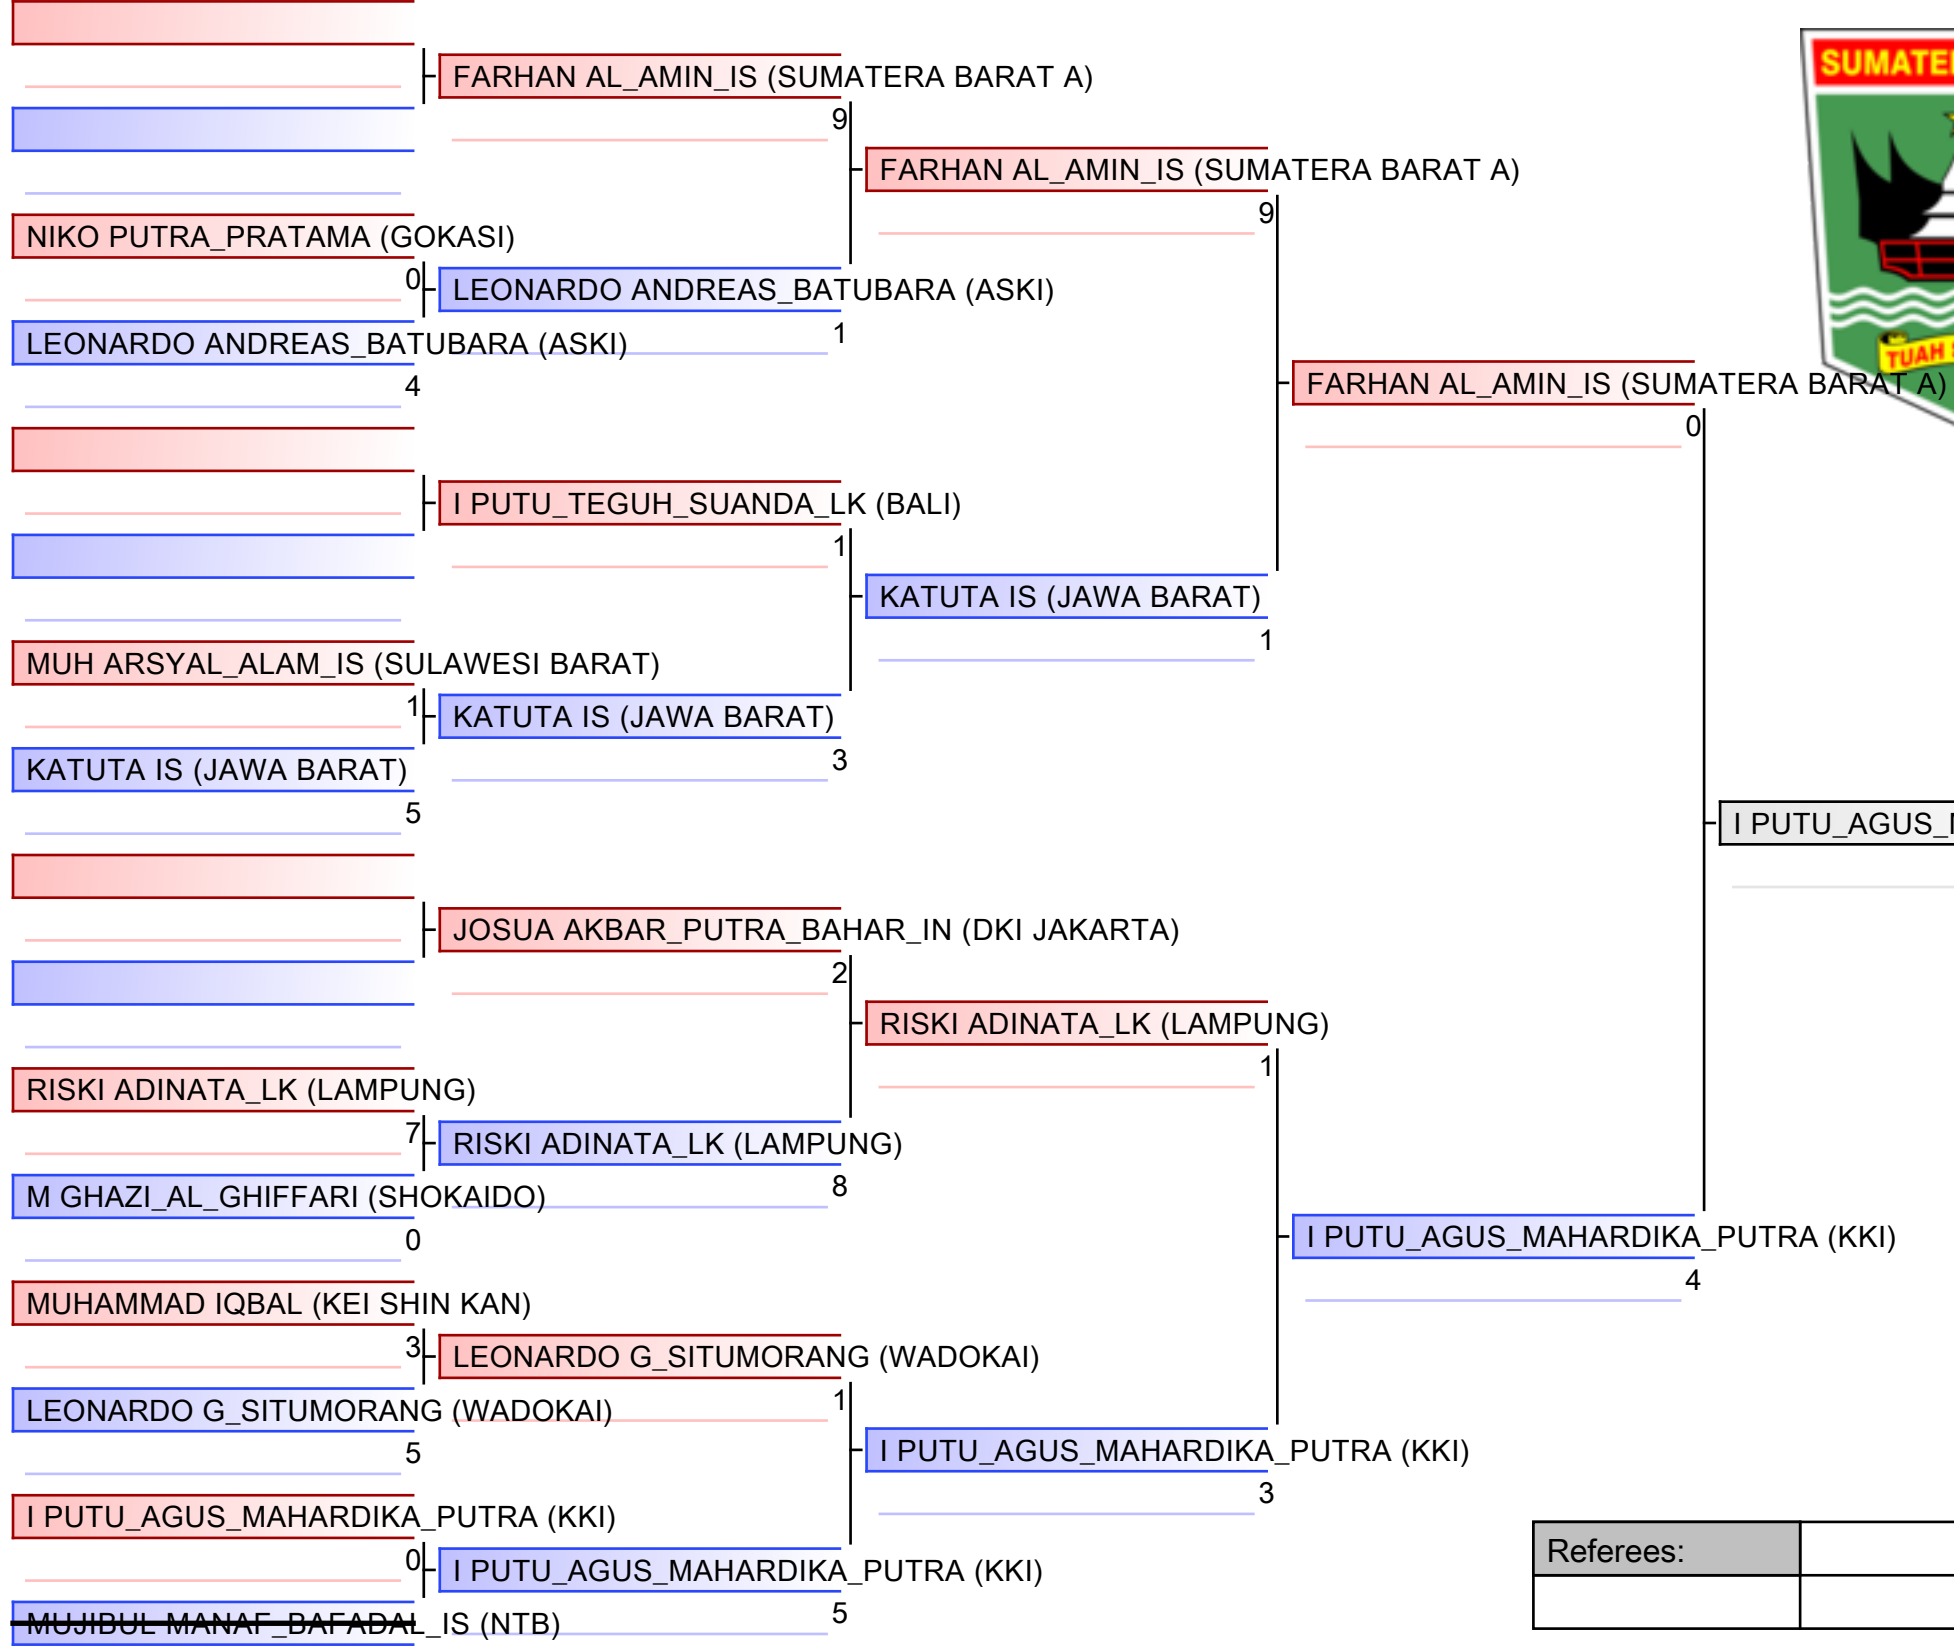 FARHAN AL_AMIN_IS (SUMATERA BARAT A)
9
NIKO PUTRA_PRATAMA (GOKASI)
0
LEONARDO ANDREAS_BATUBARA (ASKI)
4
LEONARDO ANDREAS_BATUBARA (ASKI)
1
FARHAN AL_AMIN_IS (SUMATERA BARAT A)
9
I PUTU_TEGUH_SUANDA_LK (BALI)
1
MUH ARSYAL_ALAM_IS (SULAWESI BARAT)
1
KATUTA IS (JAWA BARAT)
5
KATUTA IS (JAWA BARAT)
3
KATUTA IS (JAWA BARAT)
1
FARHAN AL_AMIN_IS (SUMATERA BARAT A)
0
JOSUA AKBAR_PUTRA_BAHAR_IN (DKI JAKARTA)
2
RISKI ADINATA_LK (LAMPUNG)
7
M GHAZI_AL_GHIFFARI (SHOKAIDO)
0
RISKI ADINATA_LK (LAMPUNG)
8
RISKI ADINATA_LK (LAMPUNG)
1
MUHAMMAD IQBAL (KEI SHIN KAN)
3
LEONARDO G_SITUMORANG (WADOKAI)
5
LEONARDO G_SITUMORANG (WADOKAI)
1
I PUTU_AGUS_MAHARDIKA_PUTRA (KKI)
0
MUJIBUL MANAF_BAFADAL_IS (NTB)
I PUTU_AGUS_MAHARDIKA_PUTRA (KKI)
5
I PUTU_AGUS_MAHARDIKA_PUTRA (KKI)
3
I PUTU_AGUS_MAHARDIKA_PUTRA (KKI)
4
I PUTU_AGUS_
SUMATE
TUAH
Referees: